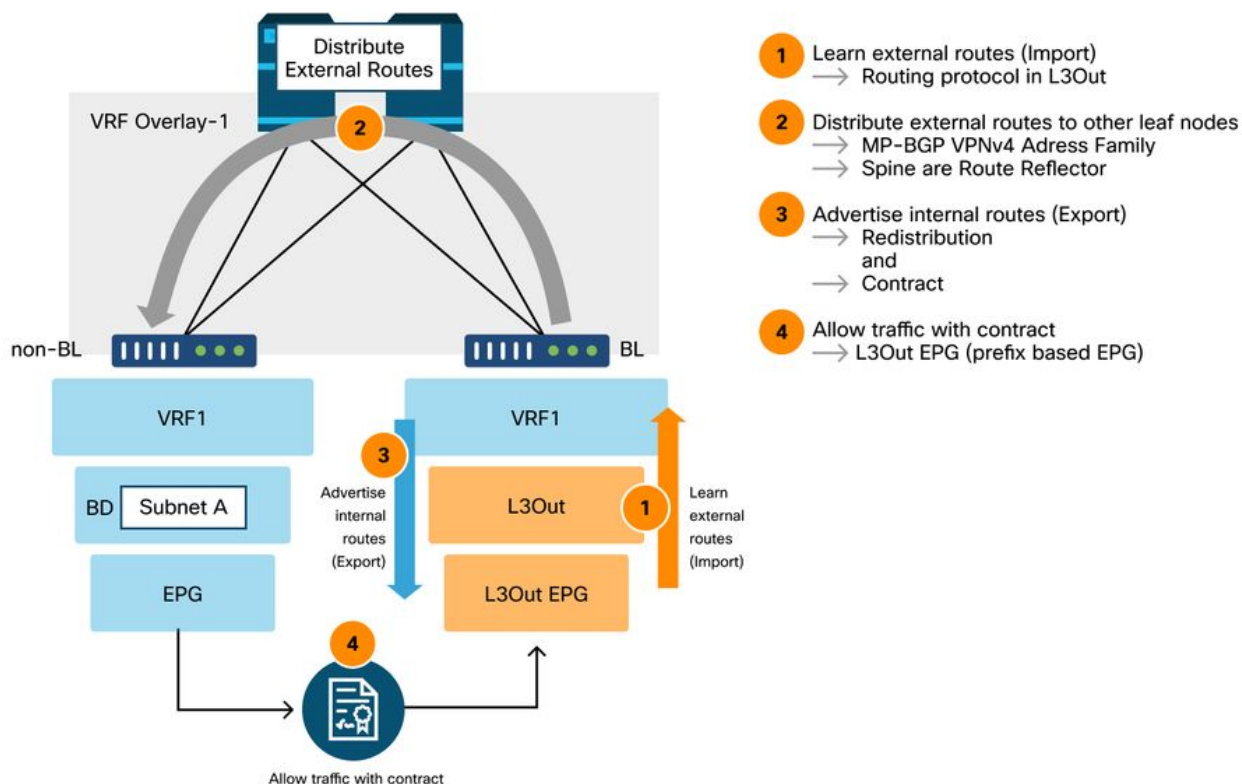 Distribute
External Routes
VRF Overlay-1
2
non-BL
BL
VRF1
VRF1
BD
Subnet A
3
Advertise
internal
routes
(Export)
L3Out
1
Learn
external
routes
(Import)
EPG
L3Out EPG
4
Allow traffic with contract
1
Learn external routes (Import)
→ Routing protocol in L3Out
2
Distribute external routes to other leaf nodes
→ MP-BGP VPNv4 Adress Family
→ Spine are Route Reflector
3
Advertise internal routes (Export)
→ Redistribution
and
→ Contract
4
Allow traffic with contract
→ L3Out EPG (prefix based EPG)